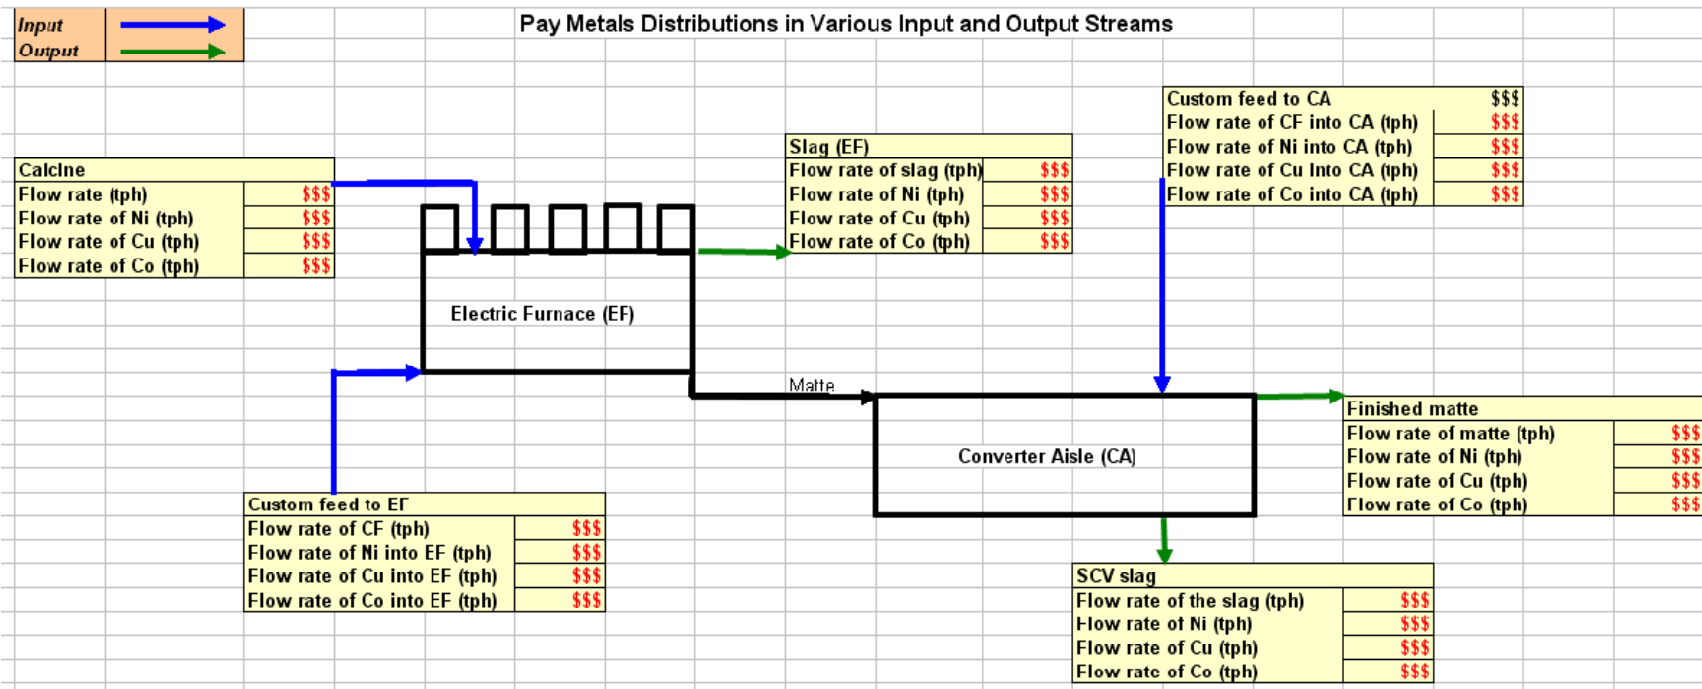 Input
Output
Pay Metals Distributions in Various Input and Output Streams
Custom feed to CA $$$
Flow rate of CF into CA (tph) $$$
Flow rate of Ni into CA (tph) $$$
Flow rate of Cu Into CA (tph) $$$
Flow rate of Co into CA (tph) $$$
Slag (EF)
Flow rate of slag (tph) $$$
Flow rate of Ni (tph) $$$
Flow rate of Cu (tph) $$$
Flow rate of Co (tph) $$$
Calcine
Flow rate (tph) $$$
Flow rate of Ni (tph) $$$
Flow rate of Cu (tph) $$$
Flow rate of Co (tph) $$$
Electric Furnace (EF)
Matte
Converter Aisle (CA)
Finished matte
Flow rate of matte (tph) $$$
Flow rate of Ni (tph) $$$
Flow rate of Cu (tph) $$$
Flow rate of Co (tph) $$$
Custom feed to EF
Flow rate of CF (tph) $$$
Flow rate of Ni into EF (tph) $$$
Flow rate of Cu into EF (tph) $$$
Flow rate of Co into EF (tph) $$$
SCV slag
Flow rate of the slag (tph) $$$
Flow rate of Ni (tph) $$$
Flow rate of Cu (tph) $$$
Flow rate of Co (tph) $$$